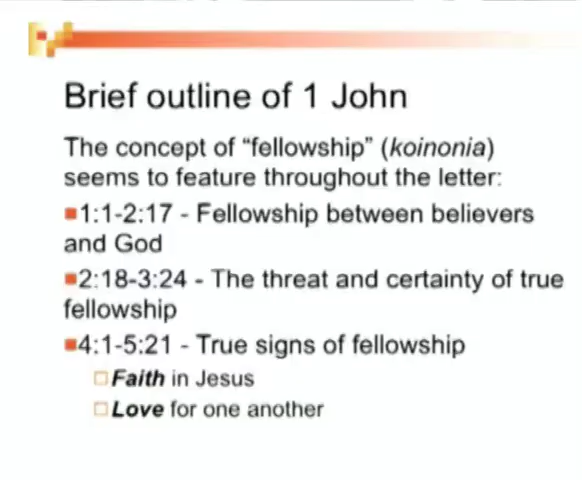 Brief outline of 1 John
The concept of “fellowship” (koinonia)
seems to feature throughout the letter:
1:1-2:17 - Fellowship between believers
and God
2:18-3:24 - The threat and certainty of true
fellowship
4:1-5:21 - True signs of fellowship
Faith in Jesus
Love for one another